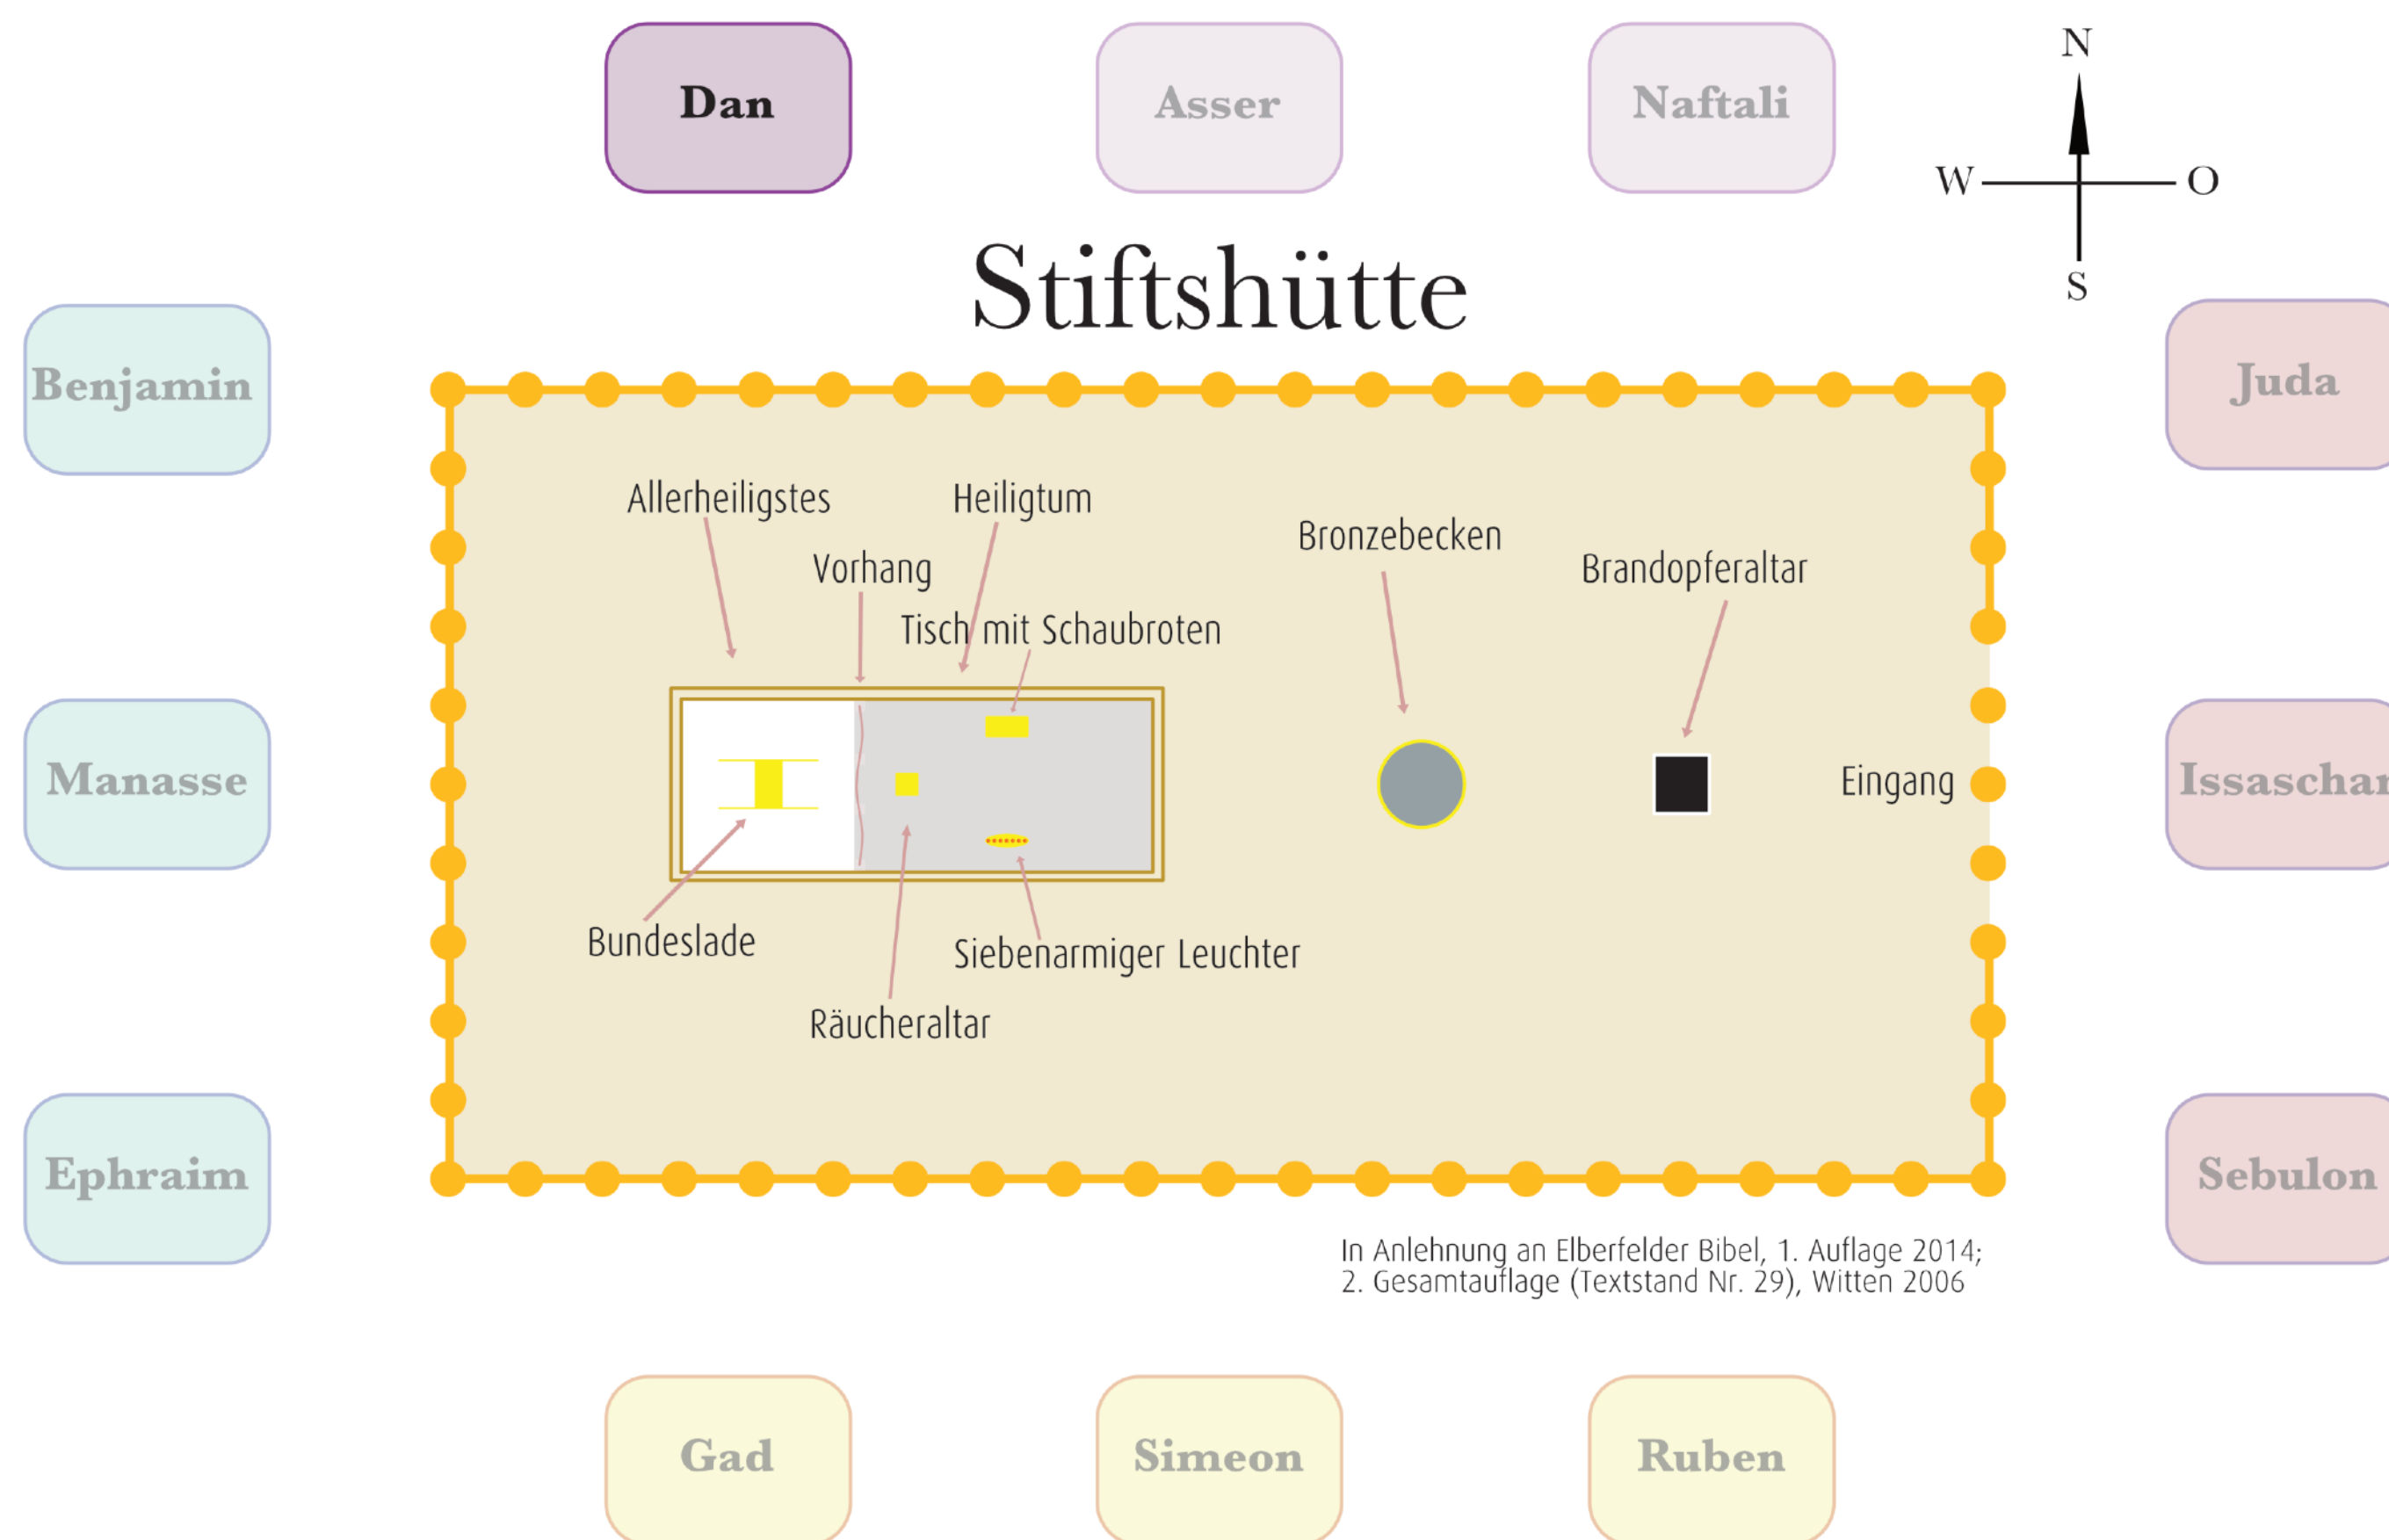 Dan
Asser
Naftali
N
W
O
S
Stiftshütte
Benjamin
Juda
Allerheiligstes
Heiligtum
Bronzebecken
Vorhang
Brandopferaltar
Tisch mit Schaubroten
Manasse
Eingang
Issaschar
Bundeslade
Siebenarmiger Leuchter
Räucheraltar
Ephraim
Sebulon
In Anlehnung an Elberfelder Bibel, 1. Auflage 2014;
2. Gesamtauflage (Textstand Nr. 29), Witten 2006
Gad
Simeon
Ruben